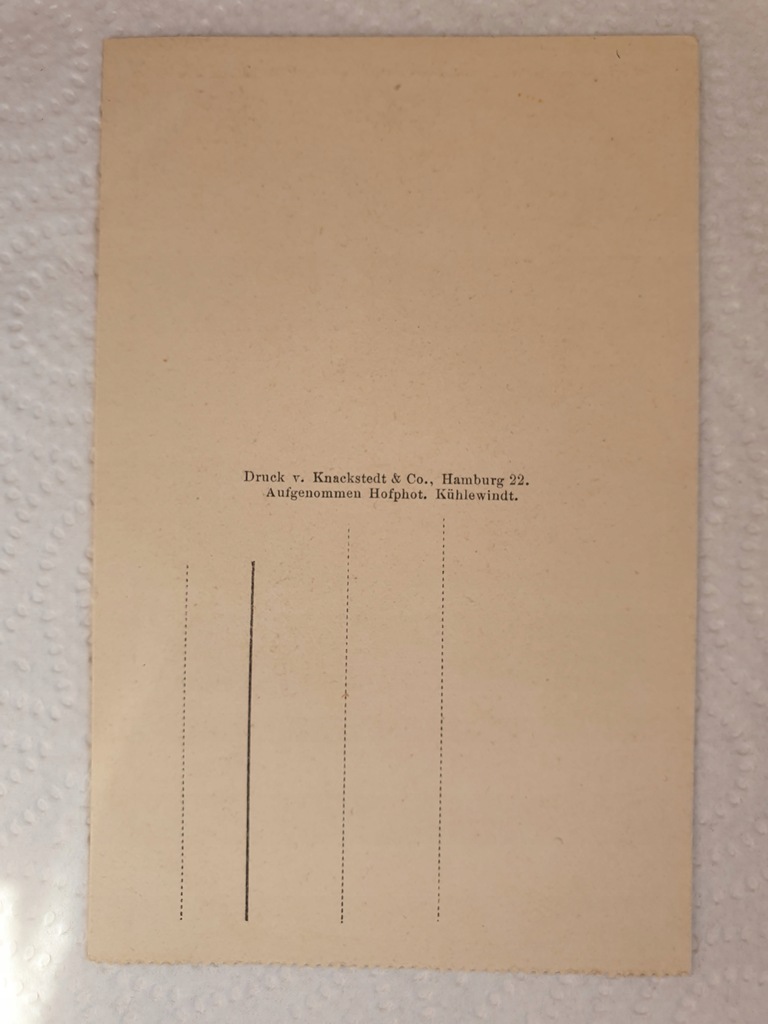 Druck v. Knackstedt & Co., Hamburg 22.
Aufgenommen Hofphot. Kühlewindt.